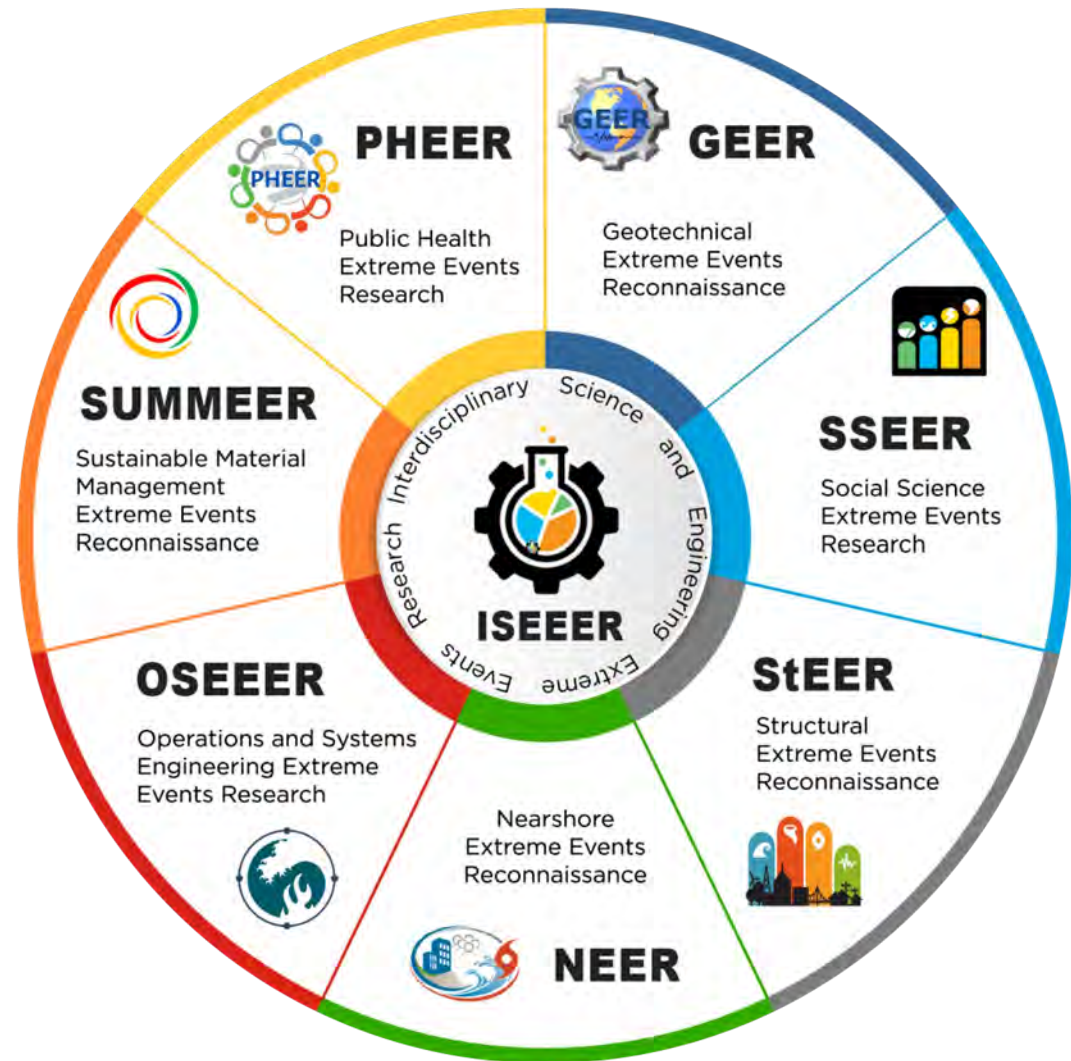 PHEER
PHEER
Public Health
Extreme Events
Research
GEER
GEER
Geotechnical
Extreme Events
Reconnaissance
SSEER
Social Science
Extreme Events
Research
StEER
Structural
Extreme Events
Reconnaissance
Nearshore
Extreme Events
Reconnaissance
NEER
OSEEER
Operations and Systems
Engineering Extreme
Events Research
SUMMEER
Sustainable Material
Management
Extreme Events
Reconnaissance
Interdisciplinary Science and Engineering Extreme Events Research
ISEEER